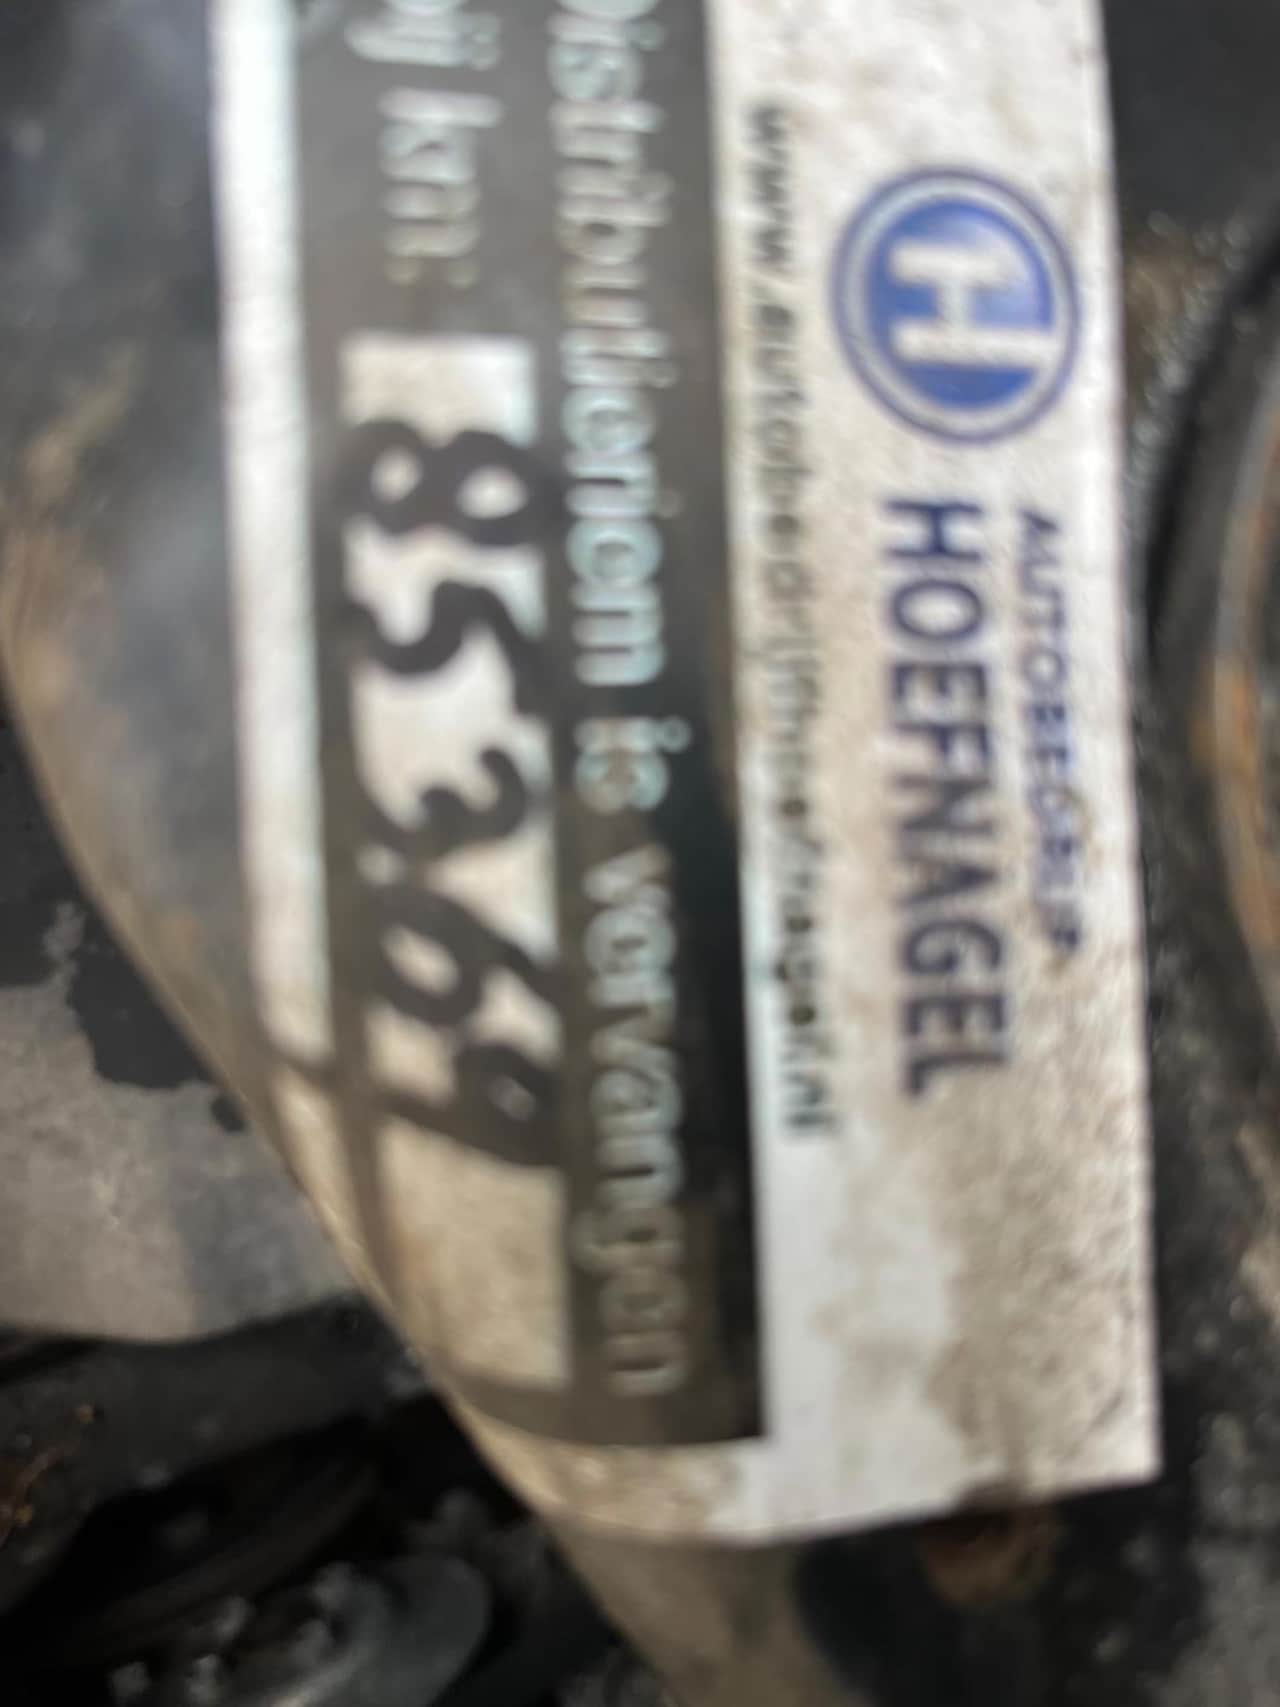 AUTOBEDRIJF
HOEFNAGEL
www.autobedrijfhoefnagel.nl
Distributieriem is vervangen
bij km: 85369